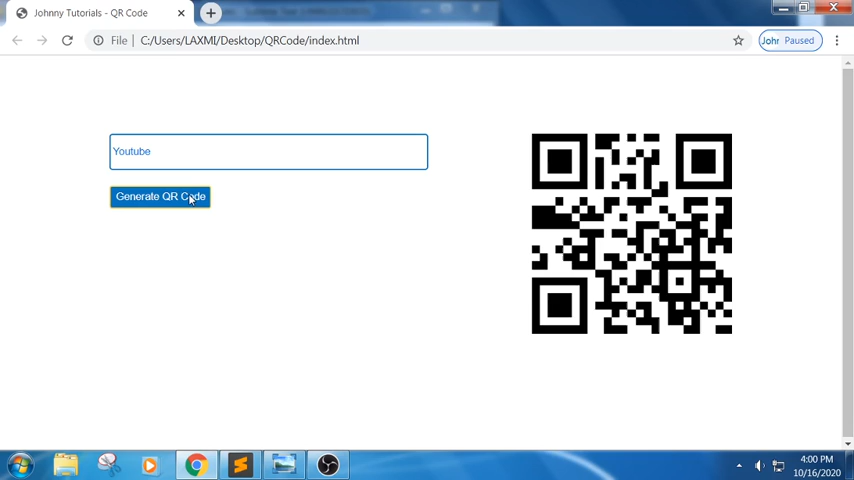 Johnny Tutorials - QR Code
File
C:/Users/LAXMI/Desktop/QRCode/index.html
John Paused
Youtube
Generate QR Code
4:00 PM
10/16/2020